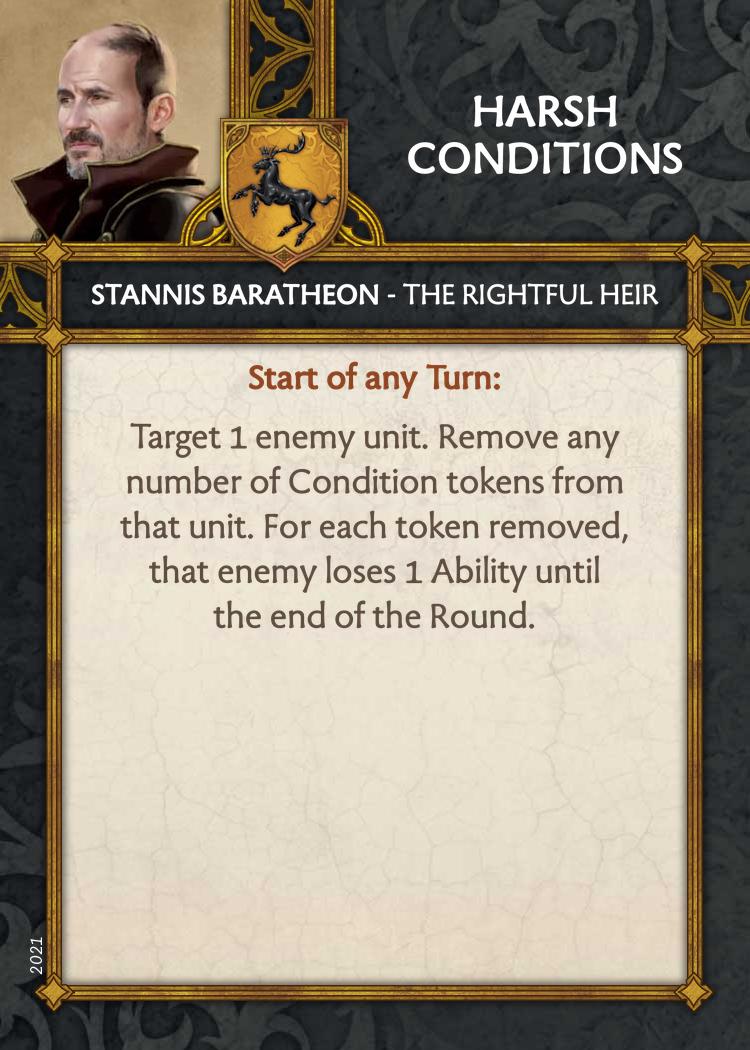 HARSH
CONDITIONS
STANNIS BARATHEON - THE RIGHTFUL HEIR
Start of any Turn:
Target 1 enemy unit. Remove any
number of Condition tokens from
that unit. For each token removed,
that enemy loses 1 Ability until
the end of the Round.
2021